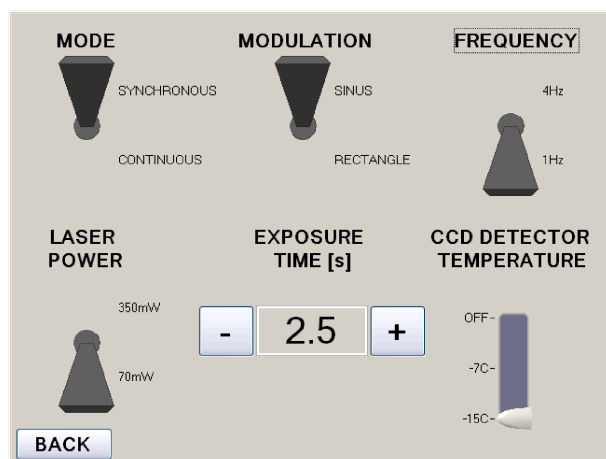 MODE
MODULATION
FREQUENCY
SYNCHRONOUS
SINUS
4Hz
CONTINUOUS
RECTANGLE
1Hz
LASER
POWER
EXPOSURE
TIME [s]
CCD DETECTOR
TEMPERATURE
350mW
70mW
-
2.5
+
OFF-
-7C-
-15C-
BACK